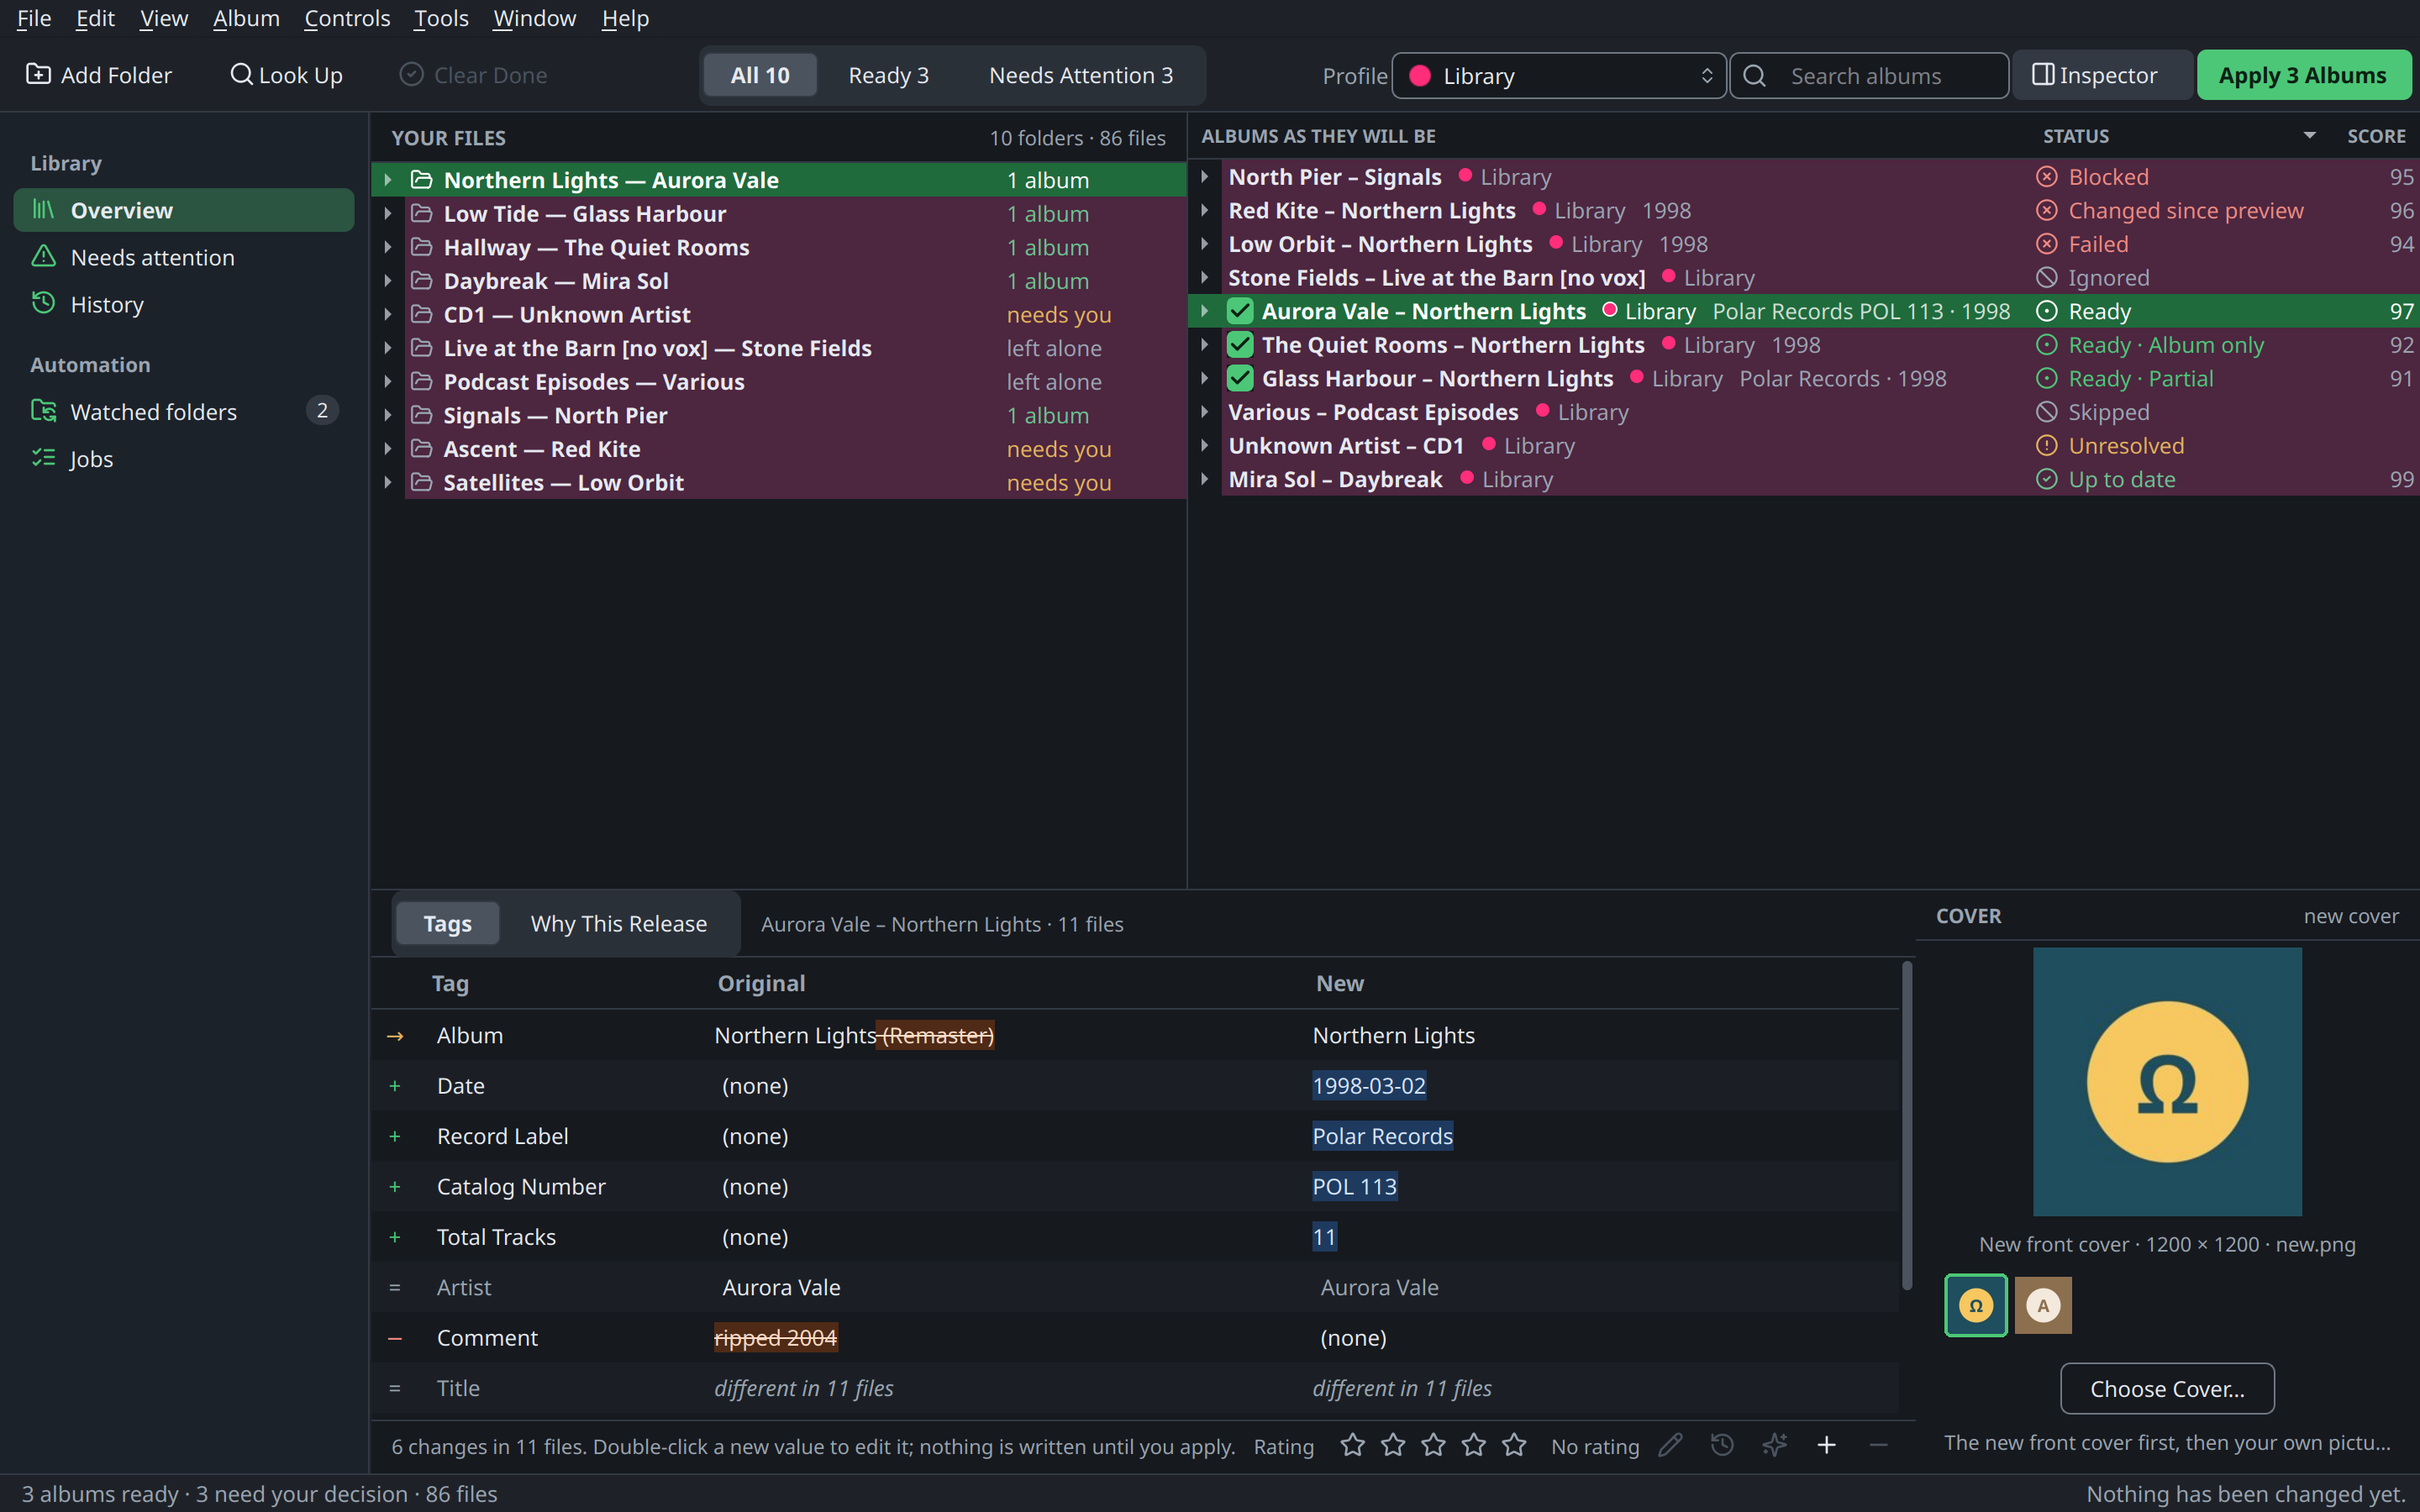 File Edit View Album Controls Tools Window Help
Add Folder Look Up Clear Done All 10 Ready 3 Needs Attention 3 Profile Library Search albums Inspector Apply 3 Albums
Library
Overview
Needs attention
History
Automation
Watched folders 2
Jobs
YOUR FILES 10 folders · 86 files
Northern Lights — Aurora Vale 1 album
Low Tide — Glass Harbour 1 album
Hallway — The Quiet Rooms 1 album
Daybreak — Mira Sol 1 album
CD1 — Unknown Artist needs you
Live at the Barn [no vox] — Stone Fields left alone
Podcast Episodes — Various left alone
Signals — North Pier 1 album
Ascent — Red Kite needs you
Satellites — Low Orbit needs you
ALBUMS AS THEY WILL BE STATUS SCORE
North Pier – Signals Library Blocked 95
Red Kite – Northern Lights Library 1998 Changed since preview 96
Low Orbit – Northern Lights Library 1998 Failed 94
Stone Fields – Live at the Barn [no vox] Library Ignored
Aurora Vale – Northern Lights Library Polar Records POL 113 · 1998 Ready 97
The Quiet Rooms – Northern Lights Library 1998 Ready · Album only 92
Glass Harbour – Northern Lights Library Polar Records · 1998 Ready · Partial 91
Various – Podcast Episodes Library Skipped
Unknown Artist – CD1 Library Unresolved
Mira Sol – Daybreak Library Up to date 99
Tags Why This Release Aurora Vale – Northern Lights · 11 files
Tag Original New
→ Album Northern Lights (Remaster) Northern Lights
+ Date (none) 1998-03-02
+ Record Label (none) Polar Records
+ Catalog Number (none) POL 113
+ Total Tracks (none) 11
= Artist Aurora Vale Aurora Vale
− Comment ripped 2004 (none)
= Title different in 11 files different in 11 files
6 changes in 11 files. Double-click a new value to edit it; nothing is written until you apply. Rating No rating
COVER new cover
Ω
New front cover · 1200 × 1200 · new.png
Ω A
Choose Cover...
The new front cover first, then your own pictu...
3 albums ready · 3 need your decision · 86 files Nothing has been changed yet.